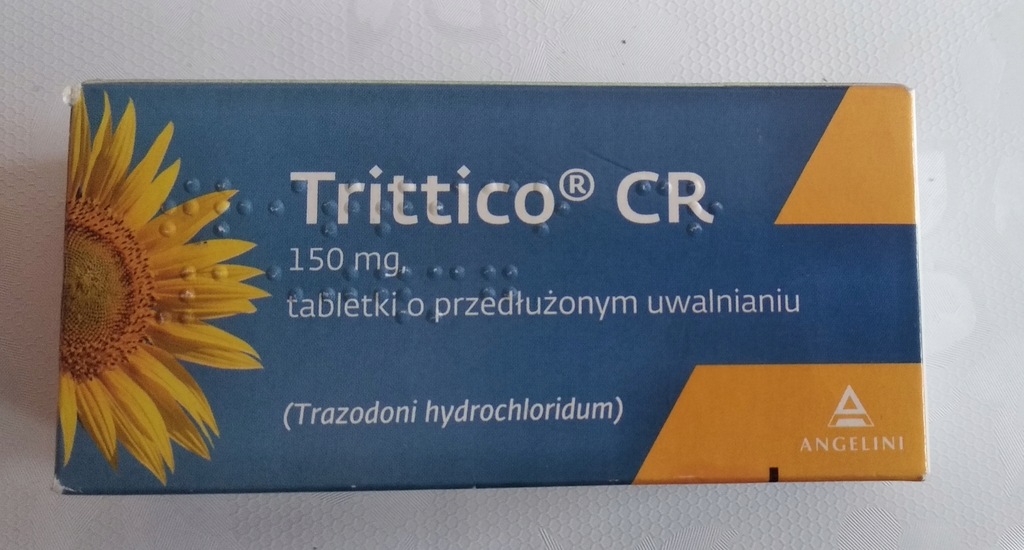 Trittico® CR
150 mg,
tabletki o przedłużonym uwalnianiu
(Trazodoni hydrochloridum)
ANGELINI